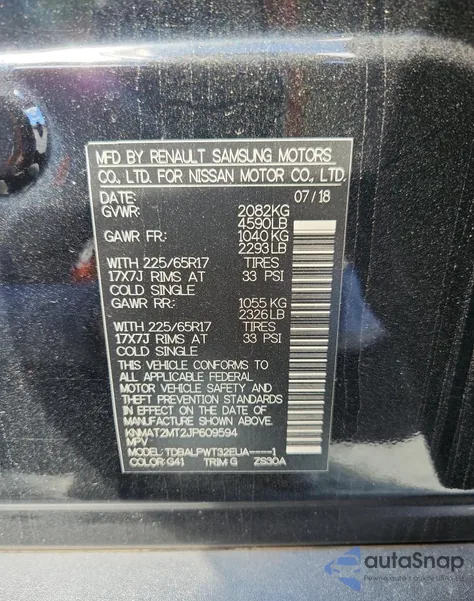 MFD BY RENAULT SAMSUNG MOTORS
CO., LTD. FOR NISSAN MOTOR CO., LTD.
DATE: 07/18
GVWR: 2082KG
4590LB
GAWR FR: 1040 KG
2293LB
WITH 225/65R17 TIRES
17X7J RIMS AT 33 PSI
COLD SINGLE
GAWR RR: 1055 KG
2326LB
WITH 225/65R17 TIRES
17X7J RIMS AT 33 PSI
COLD SINGLE
THIS VEHICLE CONFORMS TO
ALL APPLICABLE FEDERAL
MOTOR VEHICLE SAFETY AND
THEFT PREVENTION STANDARDS
IN EFFECT ON THE DATE OF
MANUFACTURE SHOWN ABOVE.
KNMAT2MT2JP609594
MPV
MODEL: TDBALPWT32EUA----1
COLOR: G41 TRIM: G ZS30A
autoSnap